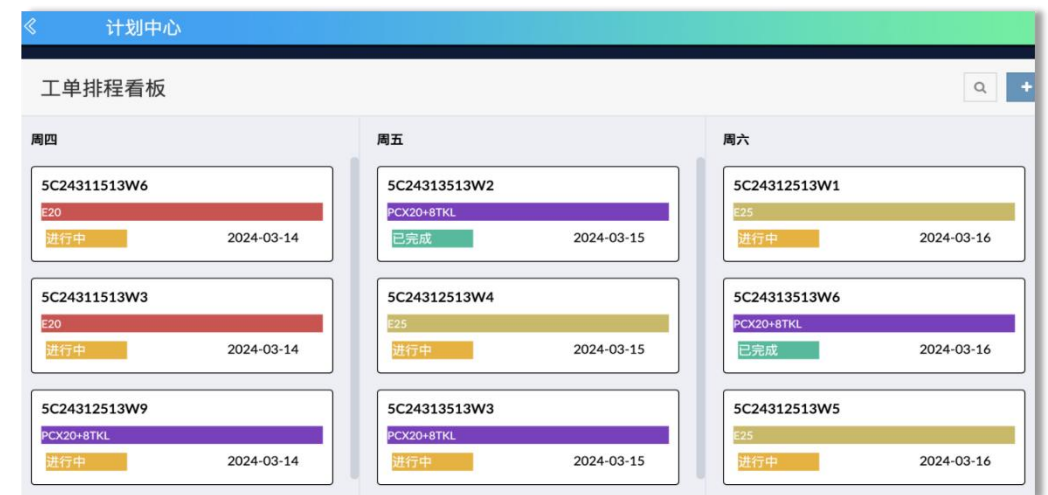 计划中心
工单排程看板
周四
5C24311513W6
E20
进行中 2024-03-14
5C24311513W3
E20
进行中 2024-03-14
5C24312513W9
PCX20+8TKL
进行中 2024-03-14
周五
5C24313513W2
PCX20+8TKL
已完成 2024-03-15
5C24312513W4
E25
进行中 2024-03-15
5C24313513W3
PCX20+8TKL
进行中 2024-03-15
周六
5C24312513W1
E25
进行中 2024-03-16
5C24313513W6
PCX20+8TKL
已完成 2024-03-16
5C24312513W5
E25
进行中 2024-03-16